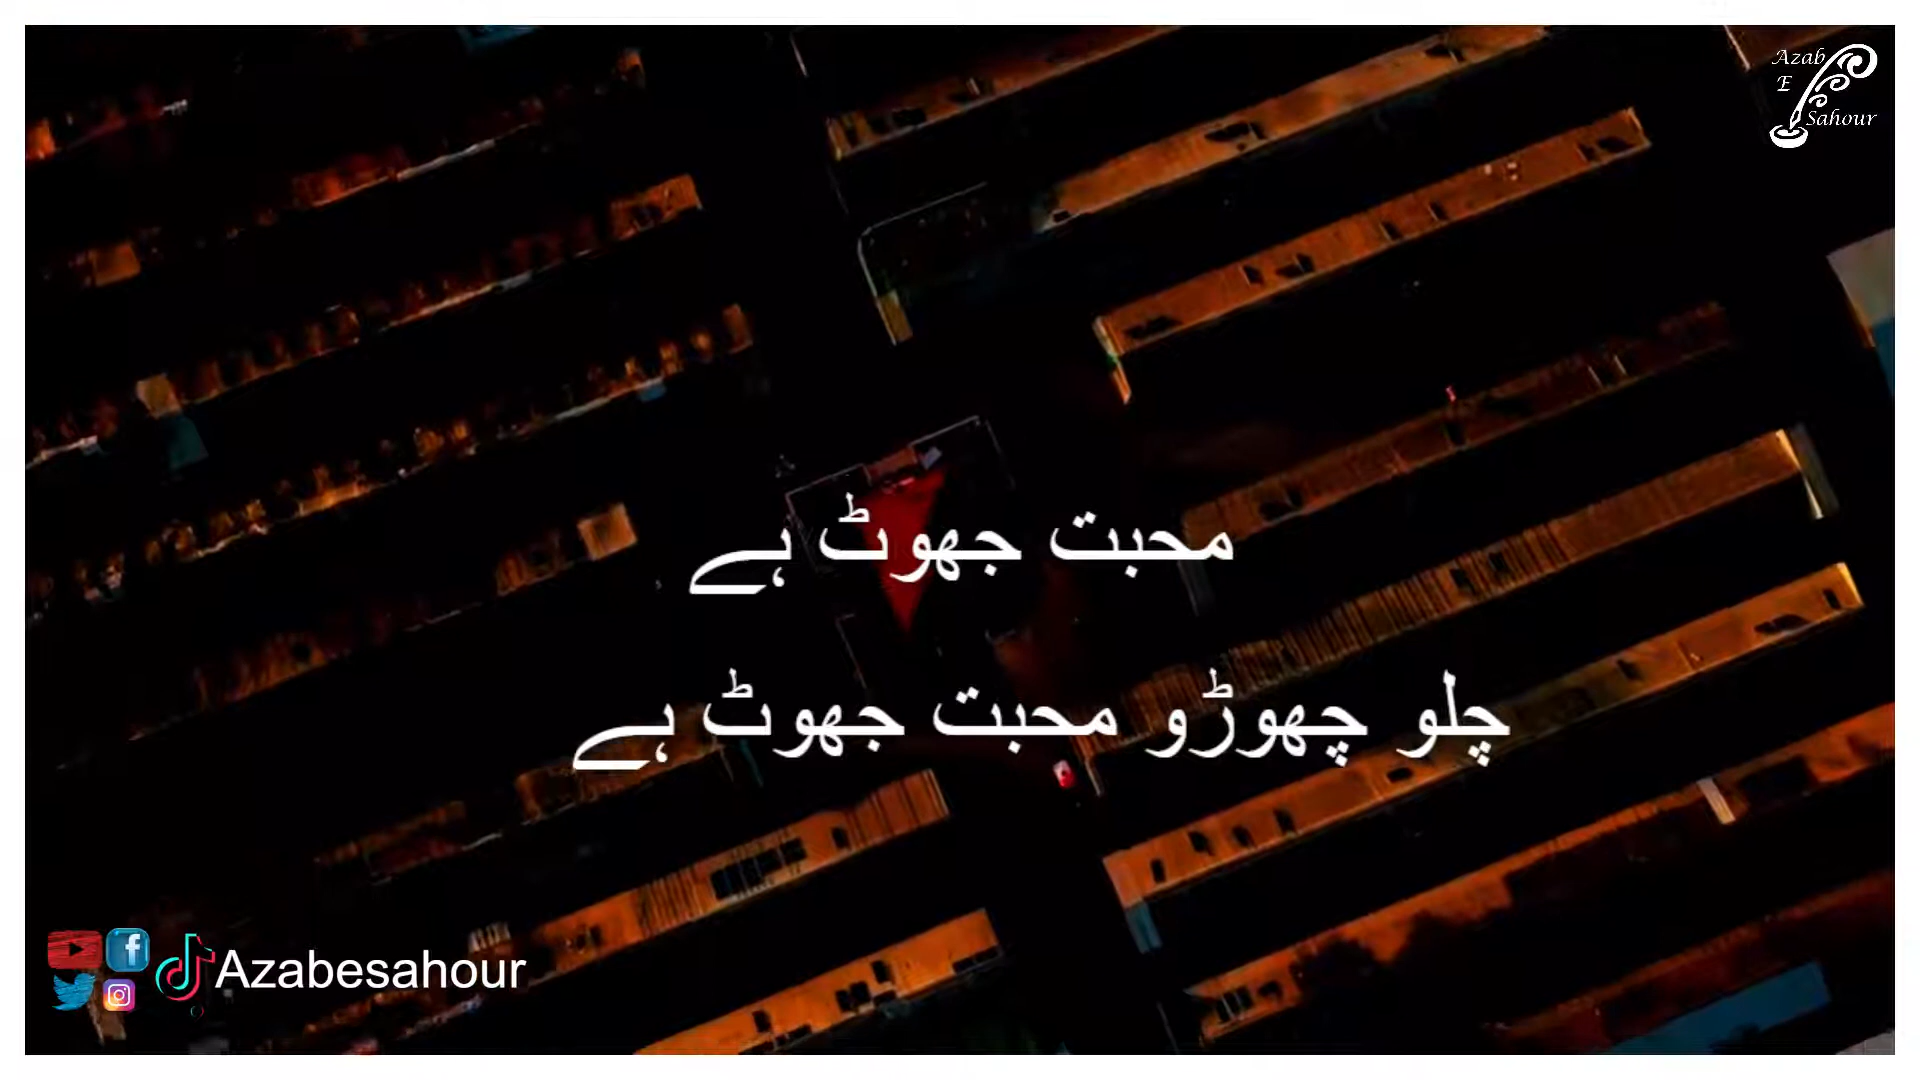 Azab
E
Sahour
محبت جھوٹ ہے
چلو چھوڑو محبت جھوٹ ہے
Azabesahour